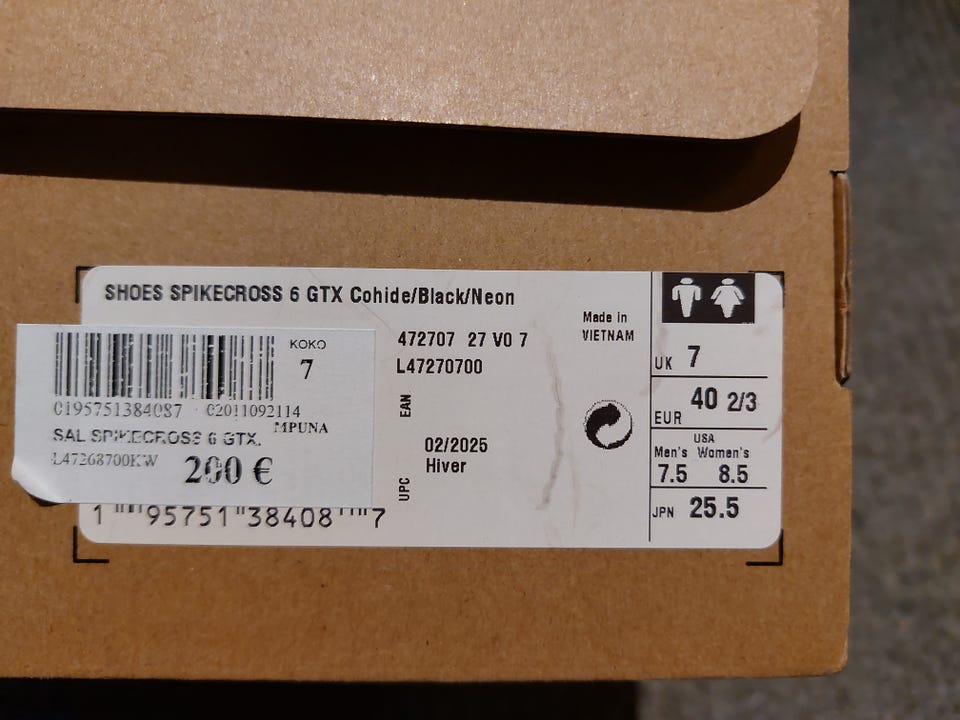 SHOES SPIKECROSS 6 GTX Cohide/Black/Neon
472707 27 V0 7
L47270700
EAN
02/2025
Hiver
UPC
Made in
VIETNAM
UK 7
EUR 40 2/3
USA
Men's Women's
7.5 8.5
JPN 25.5
KOKO
7
0195751384087 02011092114
MPUNA
SAL SPIKECROSS 6 GTX.
L47268700KW 200 €
1 95751 38408 7